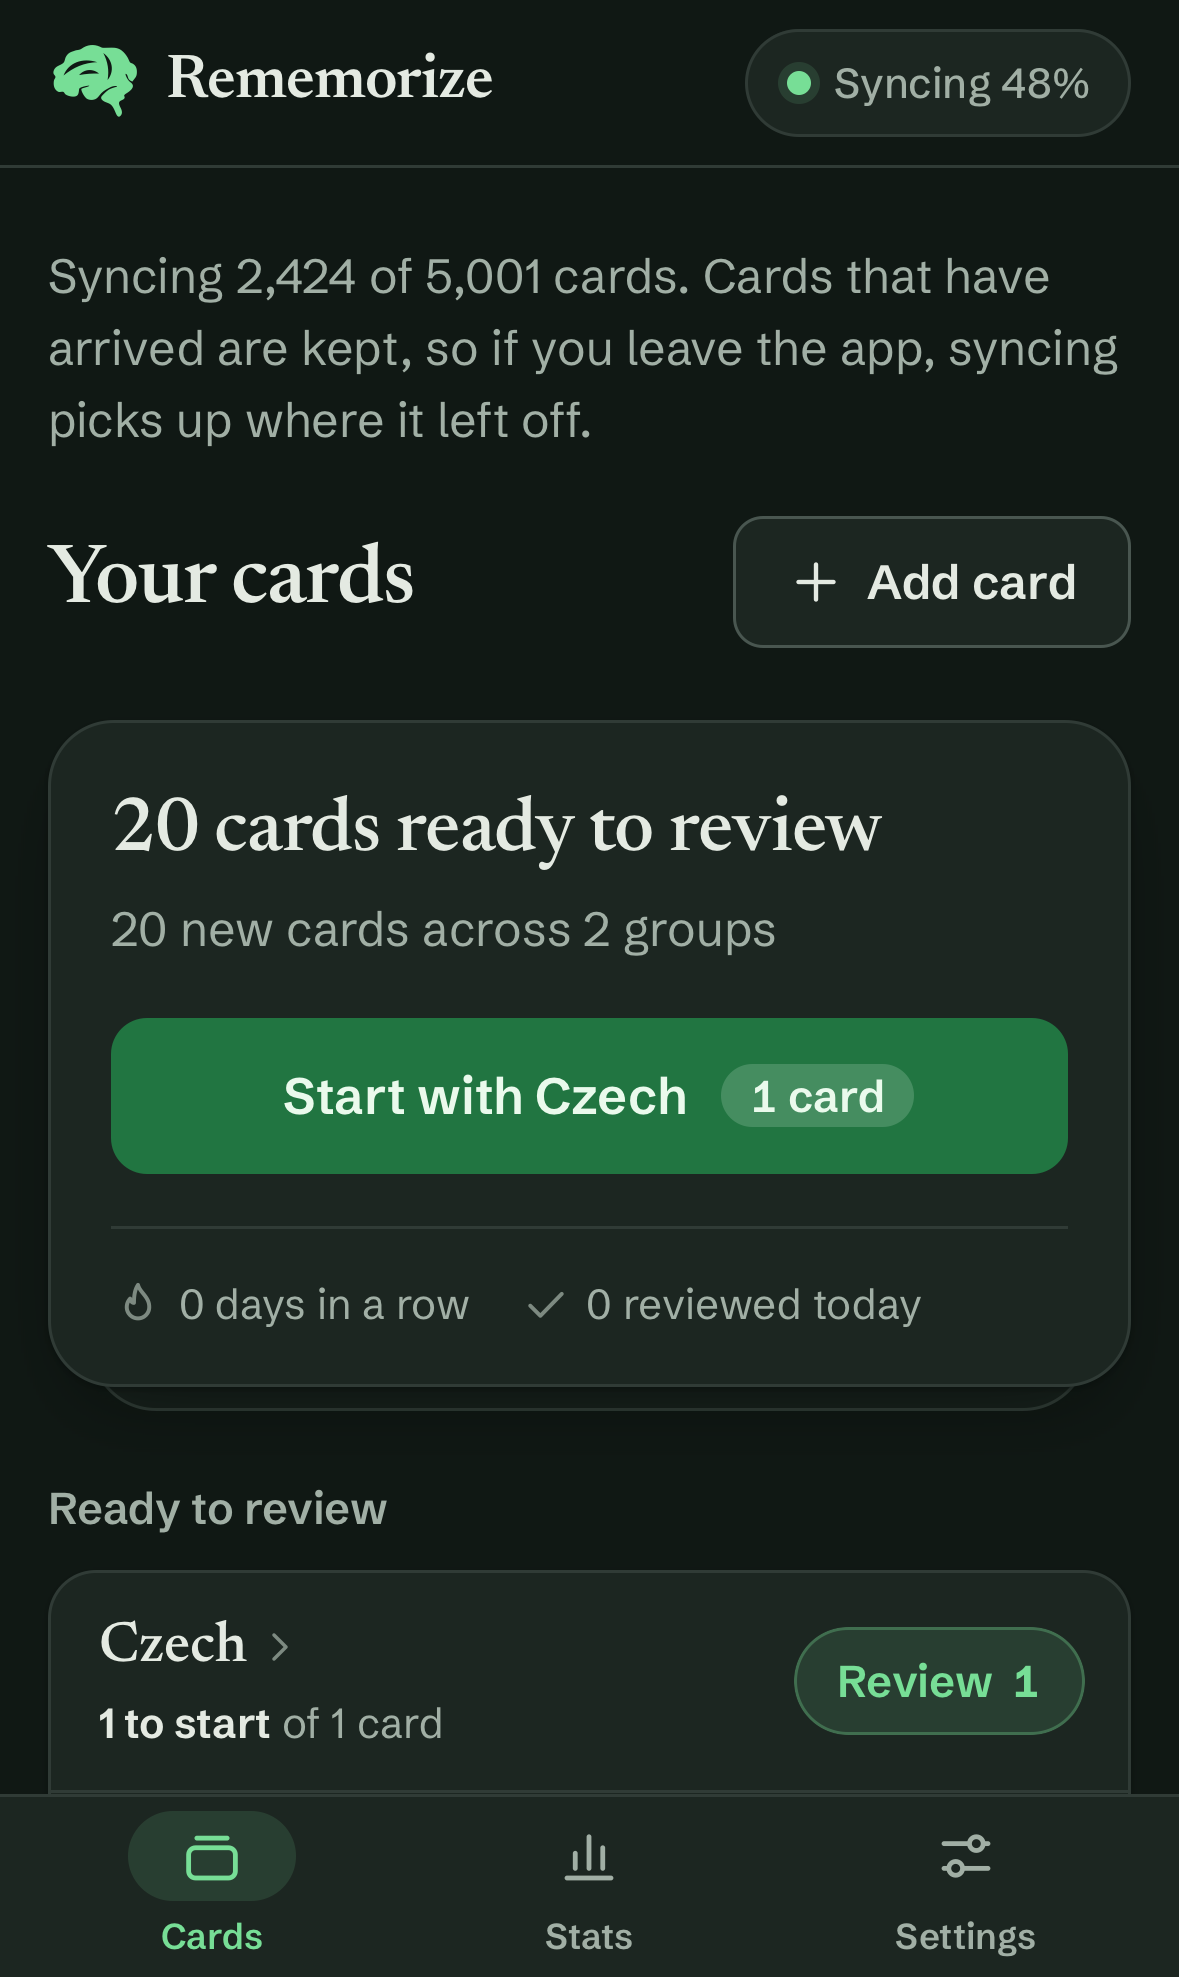 Rememorize
Syncing 48%
Syncing 2,424 of 5,001 cards. Cards that have
arrived are kept, so if you leave the app, syncing
picks up where it left off.
Your cards
Add card
20 cards ready to review
20 new cards across 2 groups
Start with Czech 1 card
0 days in a row 0 reviewed today
Ready to review
Czech
Review 1
1 to start of 1 card
Cards Stats Settings